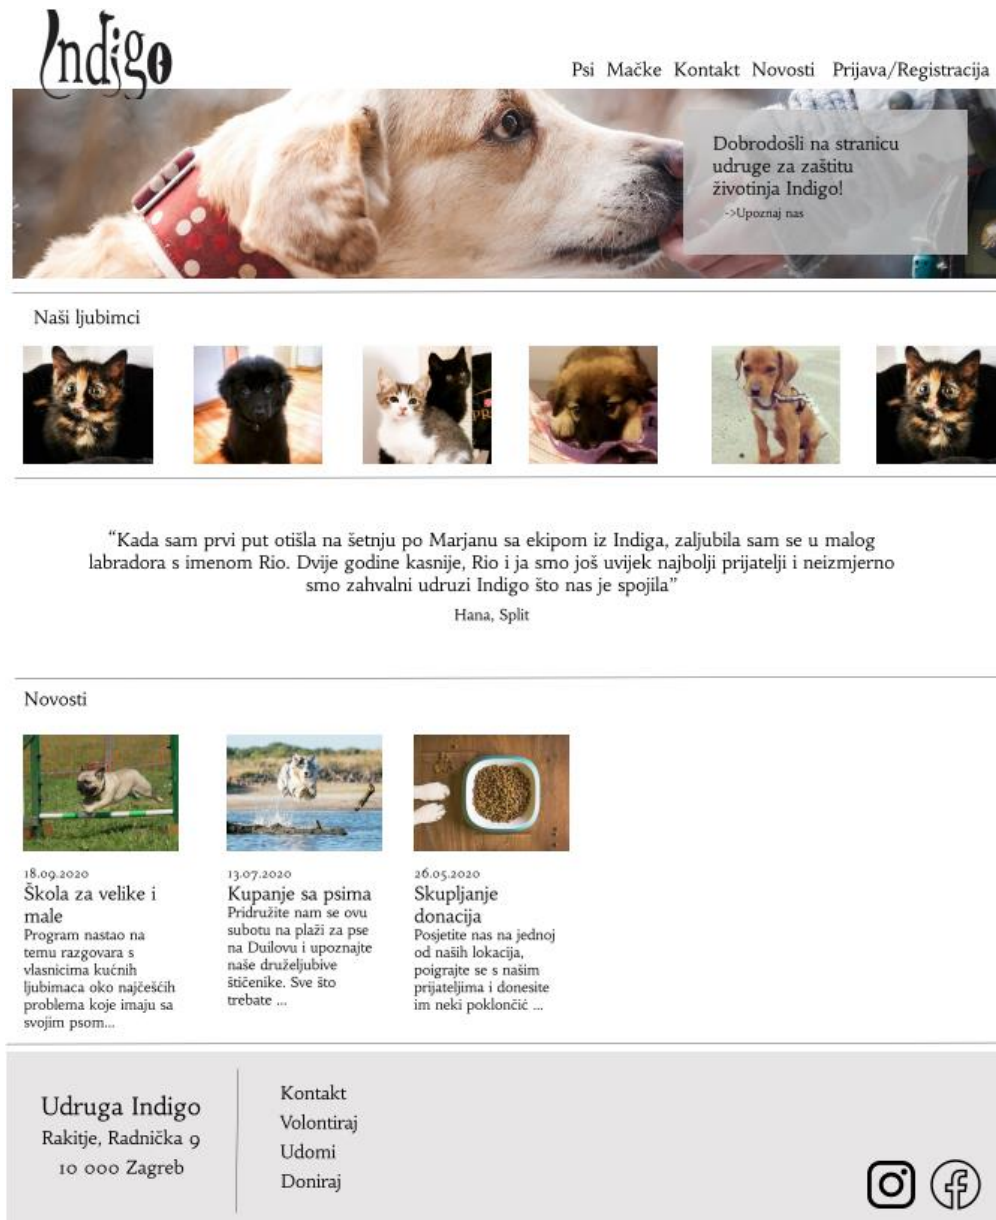 Indigo
Psi Mačke Kontakt Novosti Prijava/Registracija
Dobrodošli na stranicu
udruge za zaštitu
životinja Indigo!
->Upoznaj nas
Naši ljubimci
“Kada sam prvi put otišla na šetnju po Marjanu sa ekipom iz Indiga, zaljubila sam se u malog
labradora s imenom Rio. Dvije godine kasnije, Rio i ja smo još uvijek najbolji prijatelji i neizmjerno
smo zahvalni udruzi Indigo što nas je spojila”
Hana, Split
Novosti
18.09.2020
Škola za velike i
male
Program nastao na
temu razgovara s
vlasnicima kućnih
ljubimaca oko najčešćih
problema koje imaju sa
svojim psom...
13.07.2020
Kupanje sa psima
Pridružite nam se ovu
subotu na plaži za pse
na Duilovu i upoznajte
naše druželjubive
štičenike. Sve što
trebate ...
26.05.2020
Skupljanje
donacija
Posjetite nas na jednoj
od naših lokacija,
poigrajte se s našim
prijateljima i donesite
im neki poklončić ...
Udruga Indigo
Rakitje, Radnička 9
10 000 Zagreb
Kontakt
Volontiraj
Udomi
Doniraj